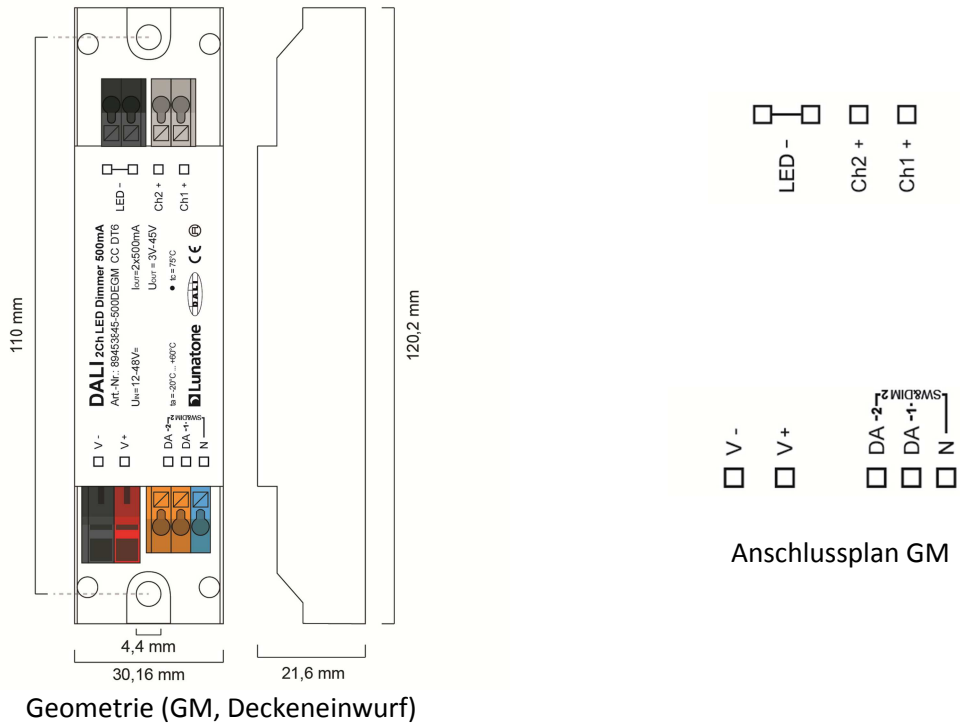 110 mm
LED –
Ch2 +
Ch1 +
DALI 2Ch LED Dimmer 500mA
Art.-Nr.: 89453845-500DEGM CC DT6
UIN=12-48V=
IOUT=2x500mA
UOUT = 3V-45V
ta =-20°C ... +60°C
• tc = 75°C
Lunatone
DALI
CE
V -
V +
DA -2-
DA -1-
N
SW&DIM 2
4,4 mm
30,16 mm
21,6 mm
120,2 mm
Geometrie (GM, Deckeneinwurf)
LED –
Ch2 +
Ch1 +
V -
V +
DA -2-
DA -1-
N
SW&DIM 2
Anschlussplan GM